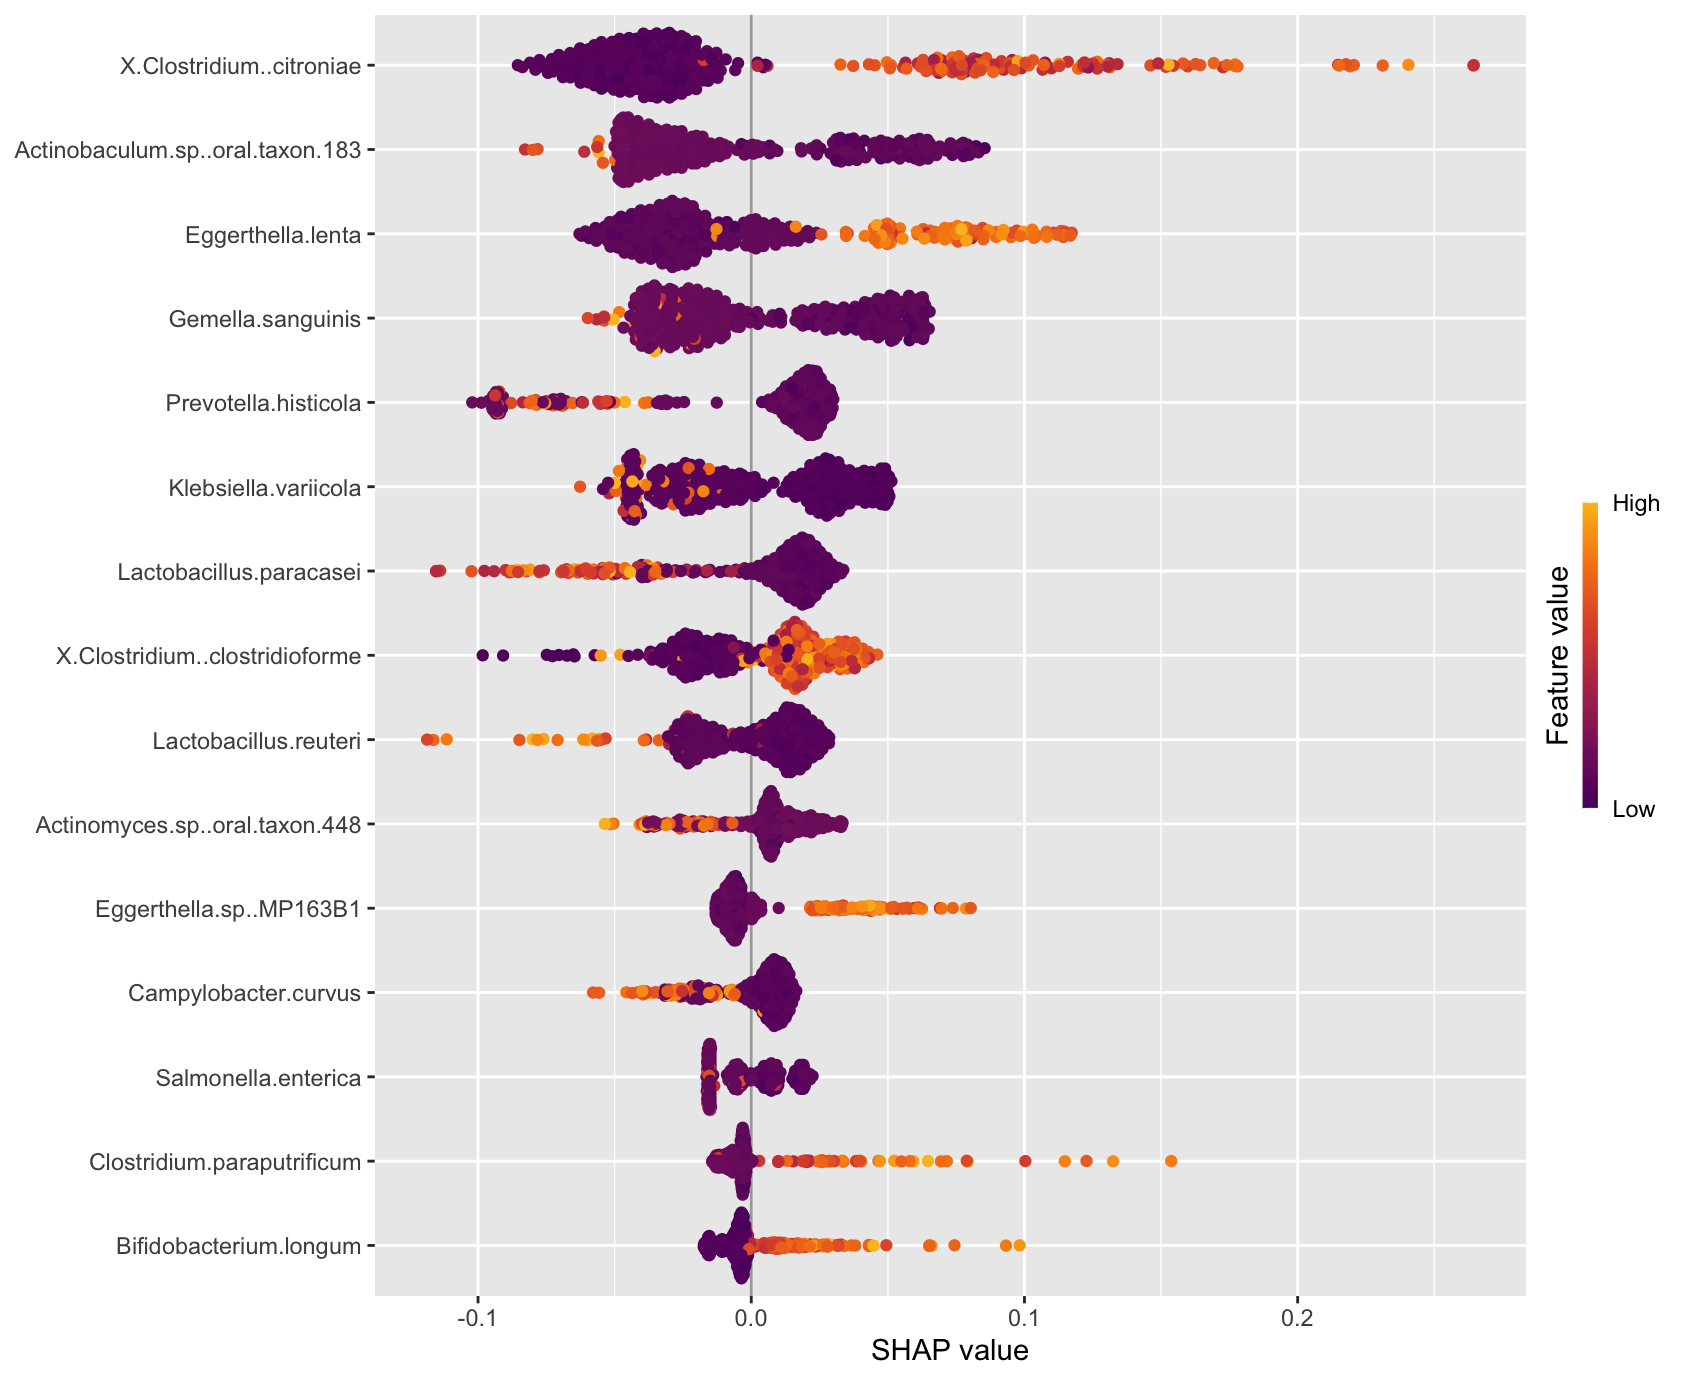 X.Clostridium..citroniae
Actinobaculum.sp..oral.taxon.183
Eggerthella.lenta
Gemella.sanguinis
Prevotella.histicola
Klebsiella.variicola
Lactobacillus.paracasei
X.Clostridium..clostridioforme
Lactobacillus.reuteri
Actinomyces.sp..oral.taxon.448
Eggerthella.sp..MP163B1
Campylobacter.curvus
Salmonella.enterica
Clostridium.paraputrificum
Bifidobacterium.longum
-0.1 0.0 0.1 0.2
SHAP value
Feature value
High
Low